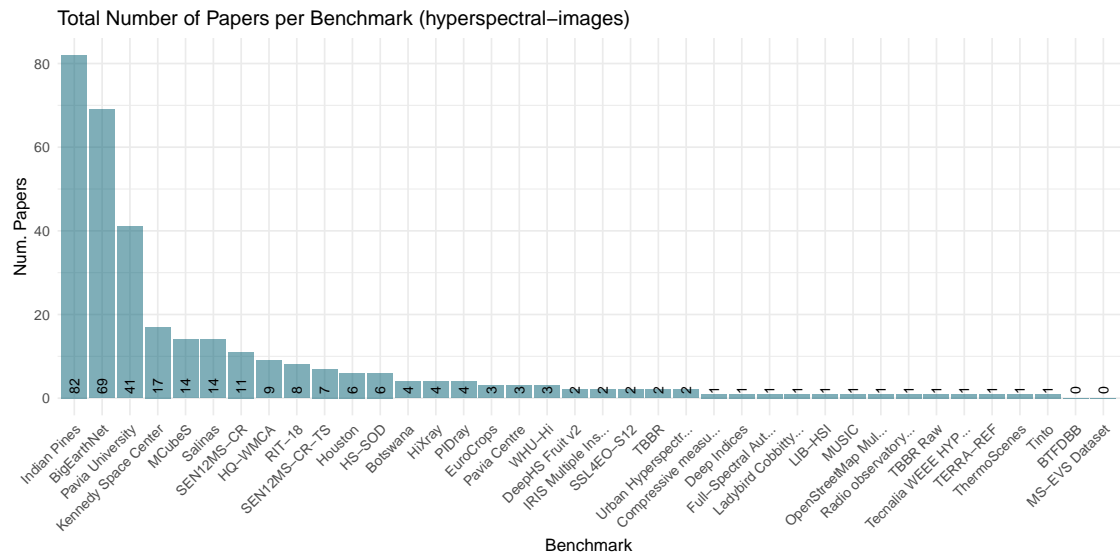 Total Number of Papers per Benchmark (hyperspectral−images)
Num. Papers
80
60
40
20
0
82
69
41
17
14
14
11
9
8
7
6
6
4
4
4
3
3
3
2
2
2
2
2
1
1
1
1
1
1
1
1
1
1
1
1
1
0
0
Indian Pines
BigEarthNet
Pavia University
Kennedy Space Center
MCubeS
Salinas
SEN12MS−CR
HQ−WMCA
RIT−18
SEN12MS−CR−TS
Houston
HS−SOD
Botswana
HiXray
PIDray
EuroCrops
Pavia Centre
WHU−Hi
DeepHS Fruit v2
IRIS Multiple Ins...
SSL4EO−S12
TBBR
Urban Hyperspectr...
Compressive measu...
Deep Indices
Full−Spectral Aut...
Ladybird Cobbitty...
LIB−HSI
MUSIC
OpenStreetMap Mul...
Radio observatory...
TBBR Raw
Tecnalia WEEE HYP...
TERRA−REF
ThermoScenes
Tinto
BTFDBB
MS−EVS Dataset
Benchmark